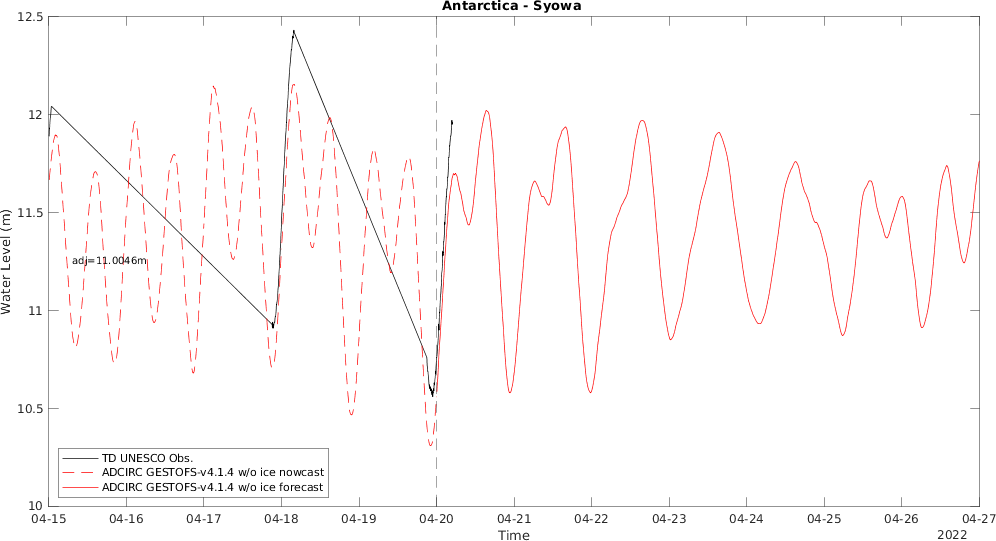 Antarctica - Syowa
12.5
12
11.5
11
10.5
10
Water Level (m)
adj=11.0046m
TD UNESCO Obs.
ADCIRC GESTOFS-v4.1.4 w/o ice nowcast
ADCIRC GESTOFS-v4.1.4 w/o ice forecast
04-15 04-16 04-17 04-18 04-19 04-20 04-21 04-22 04-23 04-24 04-25 04-26 04-27
Time
2022